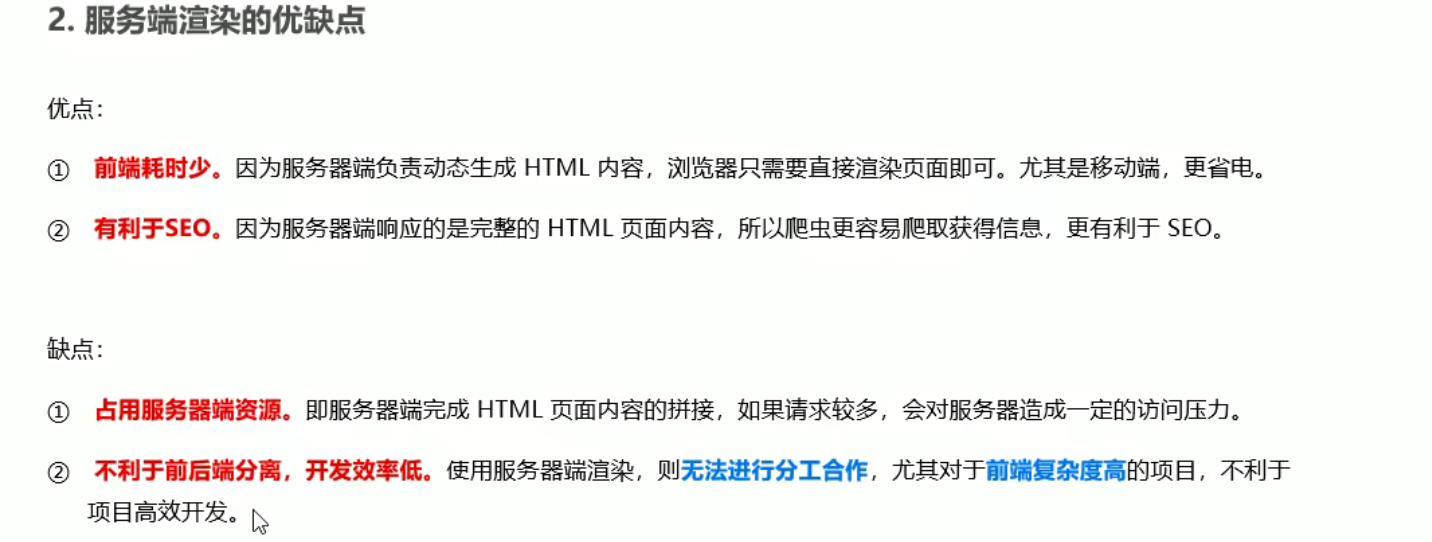 2. 服务端渲染的优缺点
优点：
① 前端耗时少。因为服务器端负责动态生成 HTML 内容，浏览器只需要直接渲染页面即可。尤其是移动端，更省电。
② 有利于SEO。因为服务器端响应的是完整的 HTML 页面内容，所以爬虫更容易爬取获得信息，更有利于 SEO。
缺点：
① 占用服务器端资源。即服务器端完成 HTML 页面内容的拼接，如果请求较多，会对服务器造成一定的访问压力。
② 不利于前后端分离，开发效率低。使用服务器端渲染，则无法进行分工合作，尤其对于前端复杂度高的项目，不利于
项目高效开发。